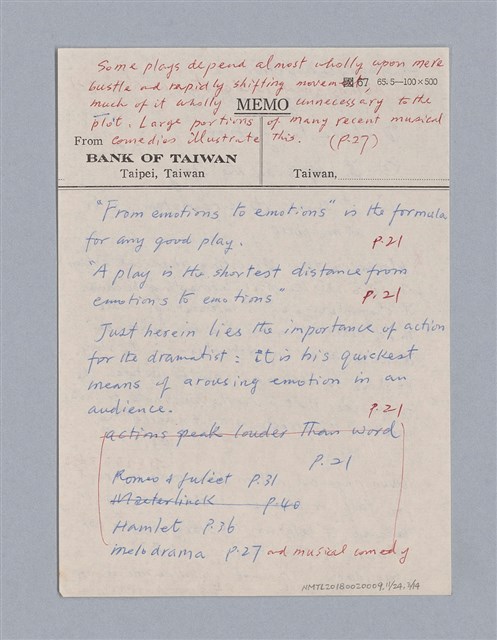 Some plays depend almost wholly upon mere
bustle and rapidly shifting movement,
57 65. 5—100×500
much of it wholly unnecessary to the
MEMO
plot. Large portions of many recent musical
From comedies illustrate this. (P.27)
BANK OF TAIWAN
Taipei, Taiwan
Taiwan,
"From emotions to emotions" is the formula
for any good play. P.21
"A play is the shortest distance from
emotions to emotions" P.21
Just herein lies the importance of action
for the dramatist: it is his quickest
means of arousing emotion in an
audience. P.21
actions speak louder than word
P.21
Romeo & Juliet P.31
Maeterlinck P.40
Hamlet P.36
melodrama P.27 and musical comedy
NMTL20180020009, 11/24, 7/14